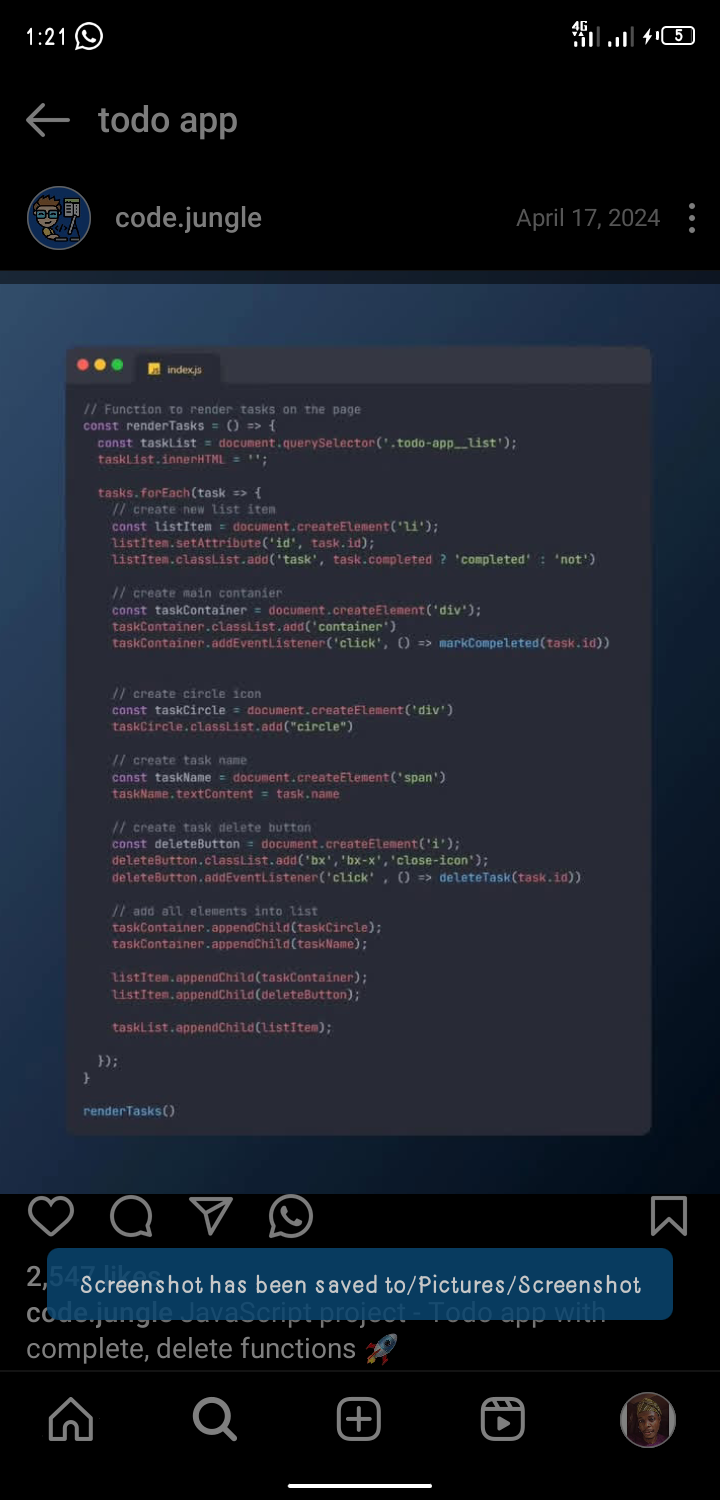 1:21
4G
5
todo app
code.jungle
April 17, 2024
index.js
// Function to render tasks on the page
const renderTasks = () => {
const taskList = document.querySelector('.todo-app__list');
taskList.innerHTML = '';
tasks.forEach(task => {
// create new list item
const listItem = document.createElement('li');
listItem.setAttribute('id', task.id);
listItem.classList.add('task', task.completed ? 'completed' : 'not')
// create main contanier
const taskContainer = document.createElement('div');
taskContainer.classList.add('container')
taskContainer.addEventListener('click', () => markCompeleted(task.id))
// create circle icon
const taskCircle = document.createElement('div')
taskCircle.classList.add("circle")
// create task name
const taskName = document.createElement('span')
taskName.textContent = task.name
// create task delete button
const deleteButton = document.createElement('i');
deleteButton.classList.add('bx','bx-x','close-icon');
deleteButton.addEventListener('click' , () => deleteTask(task.id))
// add all elements into list
taskContainer.appendChild(taskCircle);
taskContainer.appendChild(taskName);
listItem.appendChild(taskContainer);
listItem.appendChild(deleteButton);
taskList.appendChild(listItem);
});
}
renderTasks()
2,547 likes
Screenshot has been saved to/Pictures/Screenshot
code.jungle JavaScript project - Todo app with
complete, delete functions 🚀